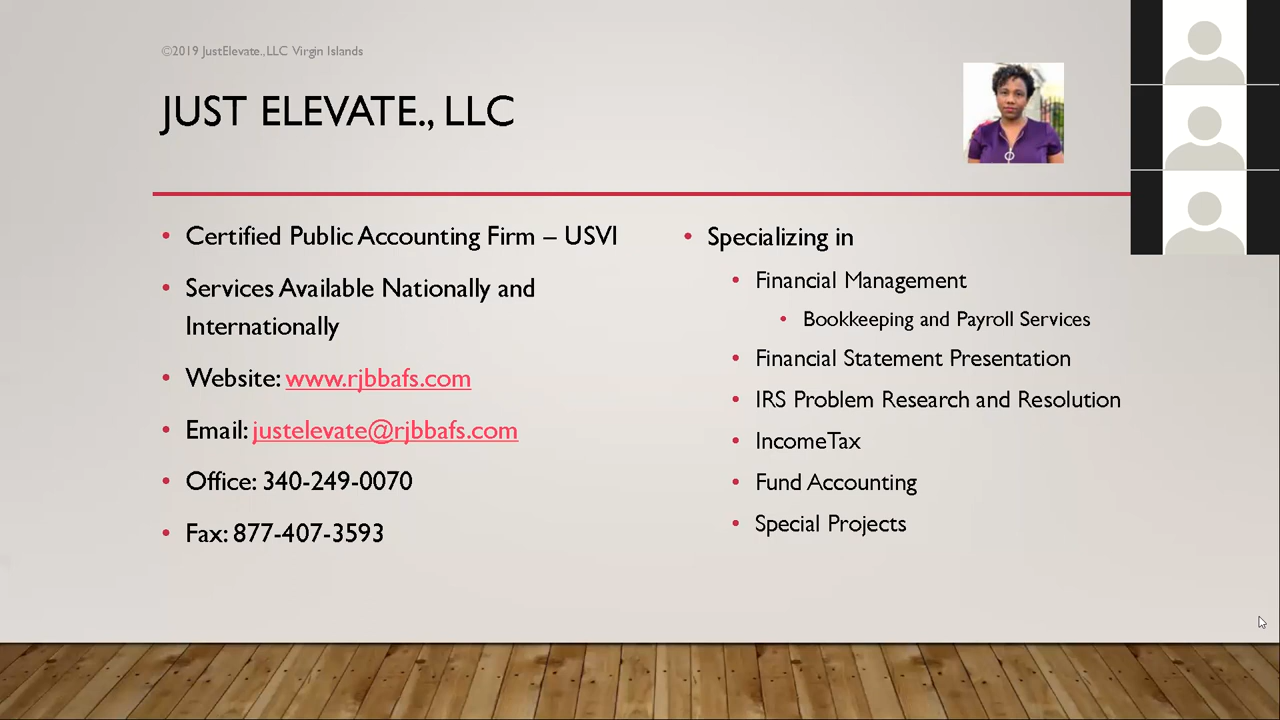 ©2019 JustElevate., LLC Virgin Islands
JUST ELEVATE., LLC
• Certified Public Accounting Firm – USVI
• Services Available Nationally and
Internationally
• Website: www.rjbbafs.com
• Email: justelevate@rjbbafs.com
• Office: 340-249-0070
• Fax: 877-407-3593
• Specializing in
• Financial Management
• Bookkeeping and Payroll Services
• Financial Statement Presentation
• IRS Problem Research and Resolution
• IncomeTax
• Fund Accounting
• Special Projects